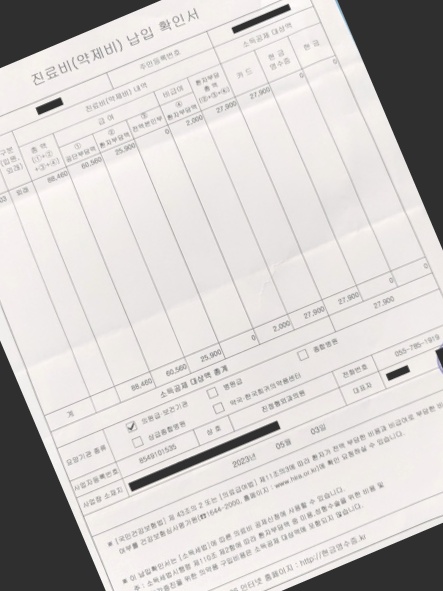 진료비(약제비) 납입 확인서
주민등록번호
소득공제 대상액
진료비(약제비) 내역
급여
비급여
환자부담
총액
(②+③+④)
카드
현금
영수증
현금
구분
(입원,
외래)
총액
(①+②
+③+④)
①
공단부담액
②
환자부담액
③
전액본인부
④
환자부담액
03 외래 88,460 60,560 25,900 0 2,000 27,900 27,900 0 0
계 88,460 60,560 25,900 0 2,000 27,900 27,900 0 0
소득공제 대상액 총계 27,900
요양기관 종류
의원급·보건기관
병원급
종합병원
상급종합병원
약국·한국희귀의약품센터
사업자등록번호 8549101535 상호 진정형외과의원 전화번호 055-785-1919
사업장 소재지 대표자
2023년 05월 03일
※ [국민건강보험법] 제 43조의 2 또는 [의료급여법] 제11조의3에 따라 환자가 전액 부담한 비용과 비급여로 부담한 비
대부를 건강보험심사평가원(☎1644-2000, 홈페이지 : www.hira.or.kr)에 확인 요청하실 수 있습니다.
※ 이 납입확인서는 [소득세법]에 따른 의료비 공제신청에 사용할 수 있습니다.
주 : 소득세법시행령 제110조 제2항에 따라 환자부담액 중 미용,성형수술을 위한 비용 및
건강증진을 위한 의약품 구입비용은 소득공제 대상액에 포함되지 않습니다.
인터넷 홈페이지 : http://현금영수증.kr